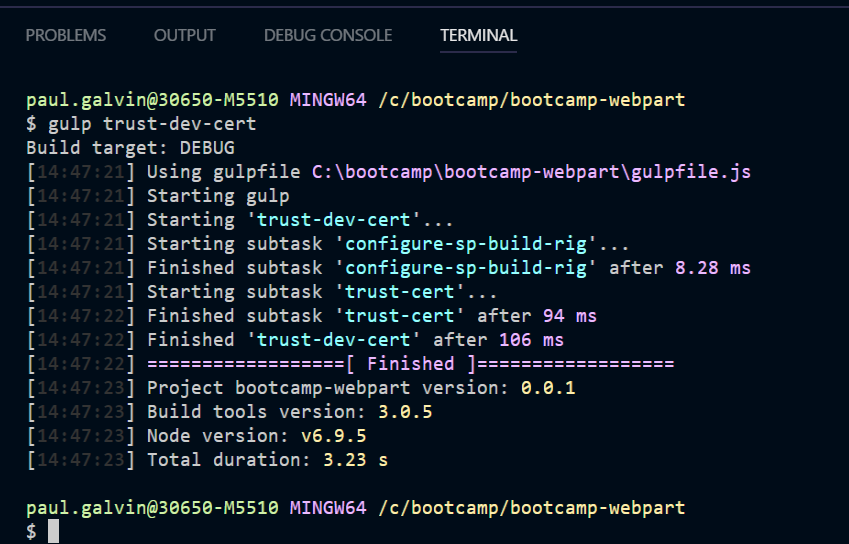 PROBLEMS OUTPUT DEBUG CONSOLE TERMINAL
paul.galvin@30650-M5510 MINGW64 /c/bootcamp/bootcamp-webpart
$ gulp trust-dev-cert
Build target: DEBUG
[14:47:21] Using gulpfile C:\bootcamp\bootcamp-webpart\gulpfile.js
[14:47:21] Starting gulp
[14:47:21] Starting 'trust-dev-cert'...
[14:47:21] Starting subtask 'configure-sp-build-rig'...
[14:47:21] Finished subtask 'configure-sp-build-rig' after 8.28 ms
[14:47:21] Starting subtask 'trust-cert'...
[14:47:22] Finished subtask 'trust-cert' after 94 ms
[14:47:22] Finished 'trust-dev-cert' after 106 ms
[14:47:22] ==================[ Finished ]==================
[14:47:23] Project bootcamp-webpart version: 0.0.1
[14:47:23] Build tools version: 3.0.5
[14:47:23] Node version: v6.9.5
[14:47:23] Total duration: 3.23 s
paul.galvin@30650-M5510 MINGW64 /c/bootcamp/bootcamp-webpart
$